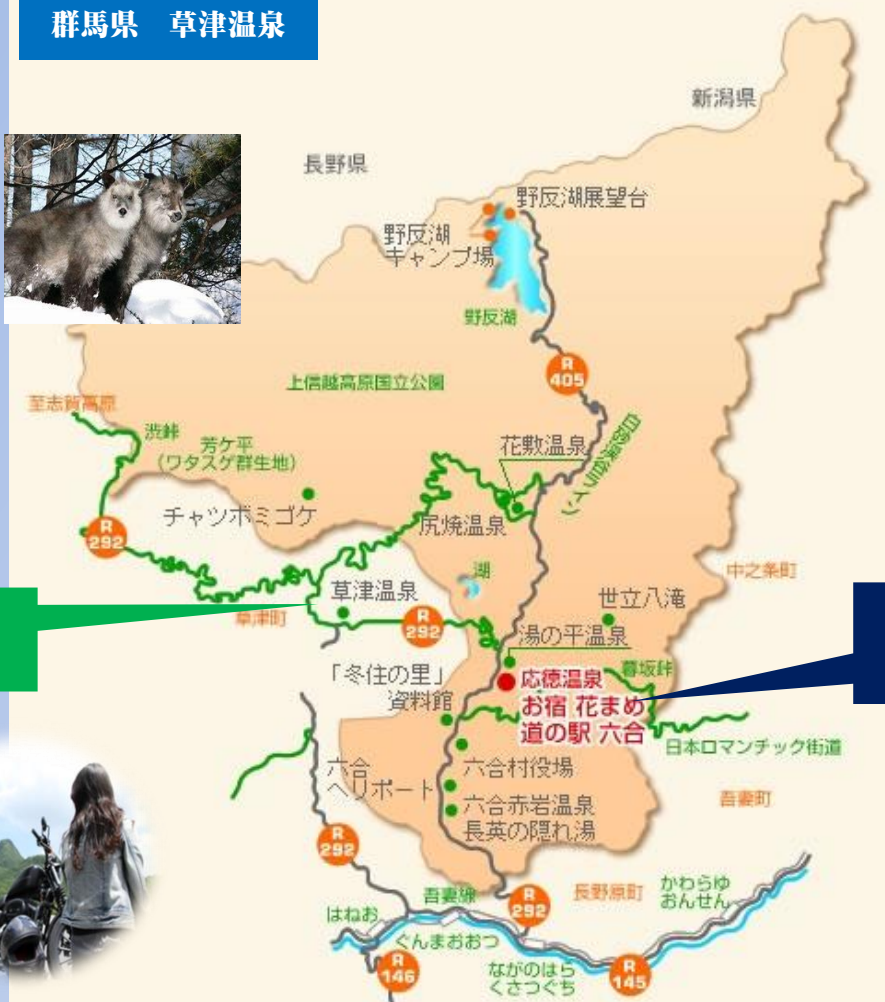 群馬県　草津温泉
新潟県
長野県
野反湖展望台
野反湖
キャンプ場
野反湖
R
405
上信越高原国立公園
至志賀高原
渋峠
芳ケ平
(ワタスゲ群生地)
花敷温泉
白砂渓谷ライン
チャツボミゴケ
尻焼温泉
R
292
湖
中之条町
草津温泉
世立八滝
草津町
R
292
湯の平温泉
「冬住の里」
資料館
暮坂峠
応徳温泉
お宿 花まめ
道の駅 六合
日本ロマンチック街道
六合
ヘリポート
六合村役場
吾妻町
六合赤岩温泉
長英の隠れ湯
R
292
かわらゆ
おんせん
長野原町
吾妻線
R
292
はねお
ぐんまおおつ
R
146
ながのはら
くさつぐち
R
145